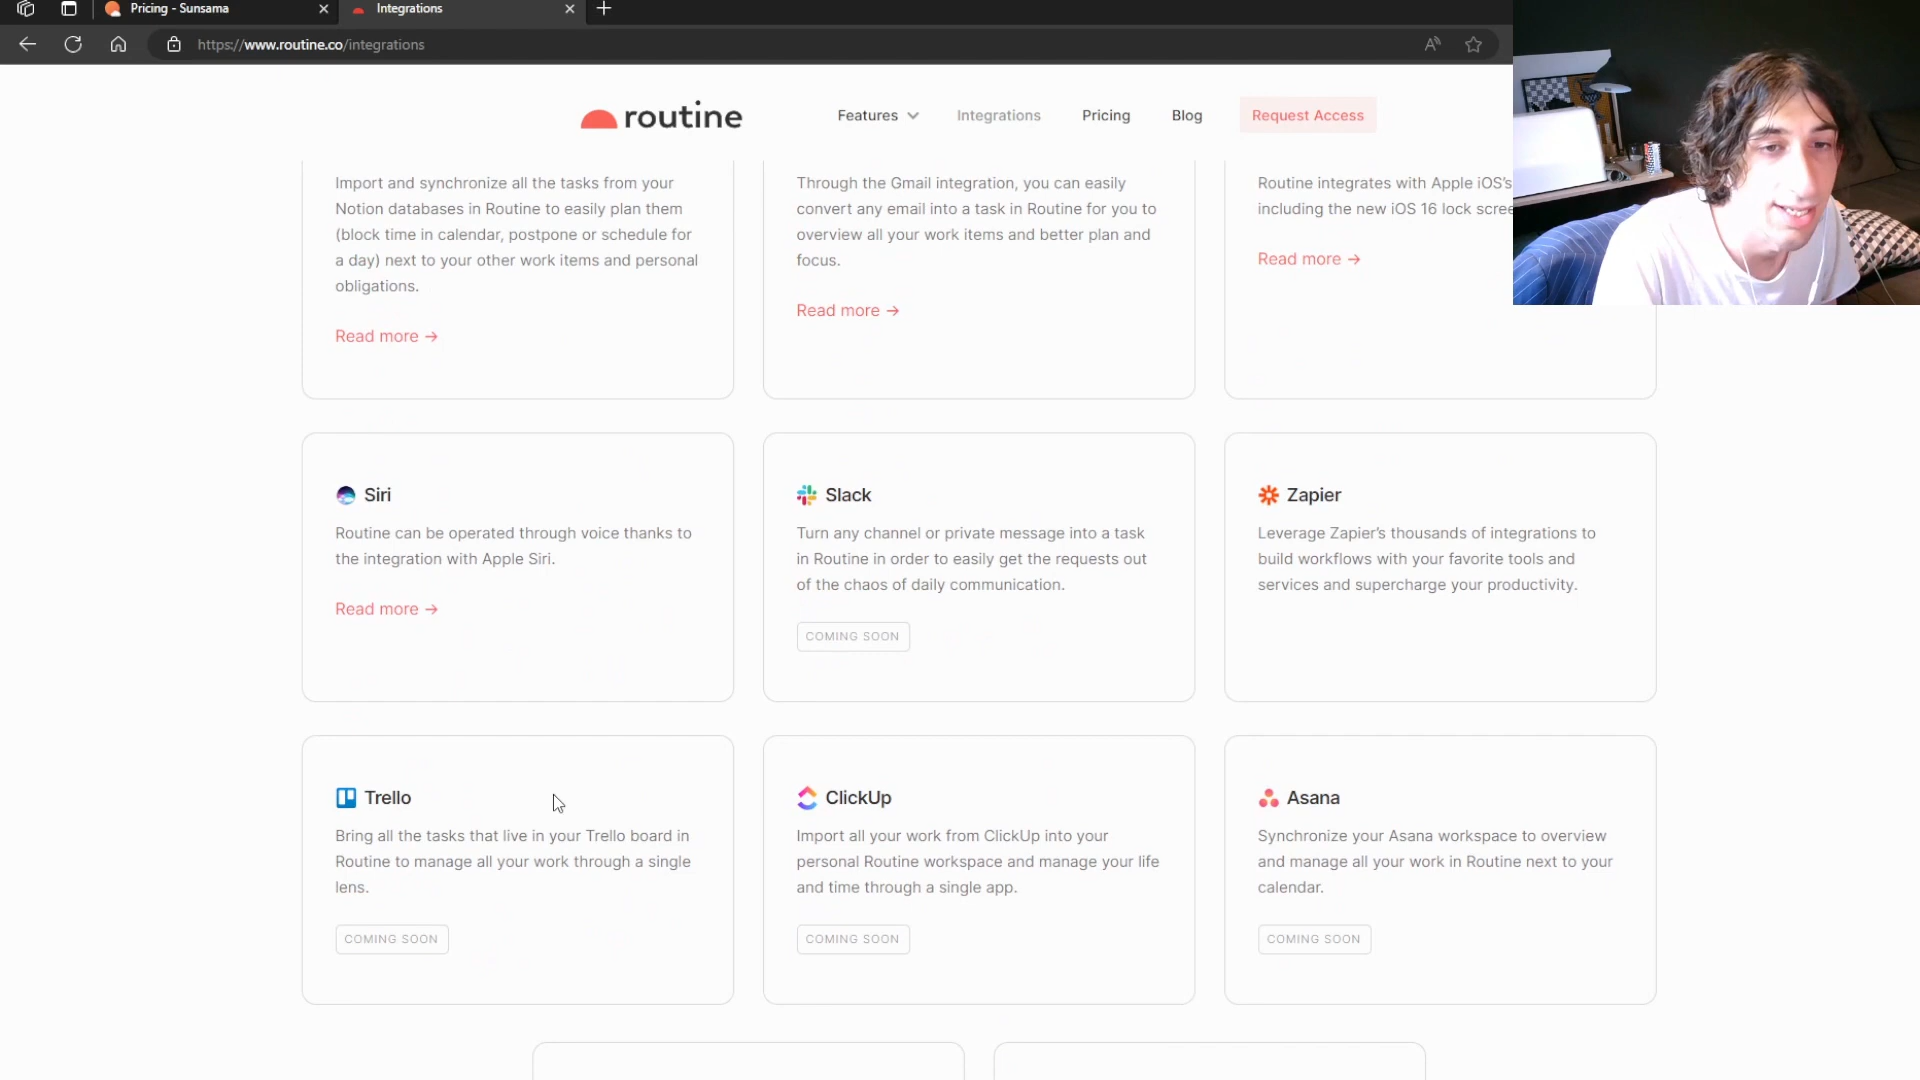 Pricing - Sunsama
Integrations
https://www.routine.co/integrations
routine
Features
Integrations
Pricing
Blog
Request Access
Import and synchronize all the tasks from your
Notion databases in Routine to easily plan them
(block time in calendar, postpone or schedule for
a day) next to your other work items and personal
obligations.
Read more →
Through the Gmail integration, you can easily
convert any email into a task in Routine for you to
overview all your work items and better plan and
focus.
Read more →
Routine integrates with Apple iOS's
including the new iOS 16 lock scree
Read more →
Siri
Routine can be operated through voice thanks to
the integration with Apple Siri.
Read more →
Slack
Turn any channel or private message into a task
in Routine in order to easily get the requests out
of the chaos of daily communication.
COMING SOON
Zapier
Leverage Zapier's thousands of integrations to
build workflows with your favorite tools and
services and supercharge your productivity.
Trello
Bring all the tasks that live in your Trello board in
Routine to manage all your work through a single
lens.
COMING SOON
ClickUp
Import all your work from ClickUp into your
personal Routine workspace and manage your life
and time through a single app.
COMING SOON
Asana
Synchronize your Asana workspace to overview
and manage all your work in Routine next to your
calendar.
COMING SOON